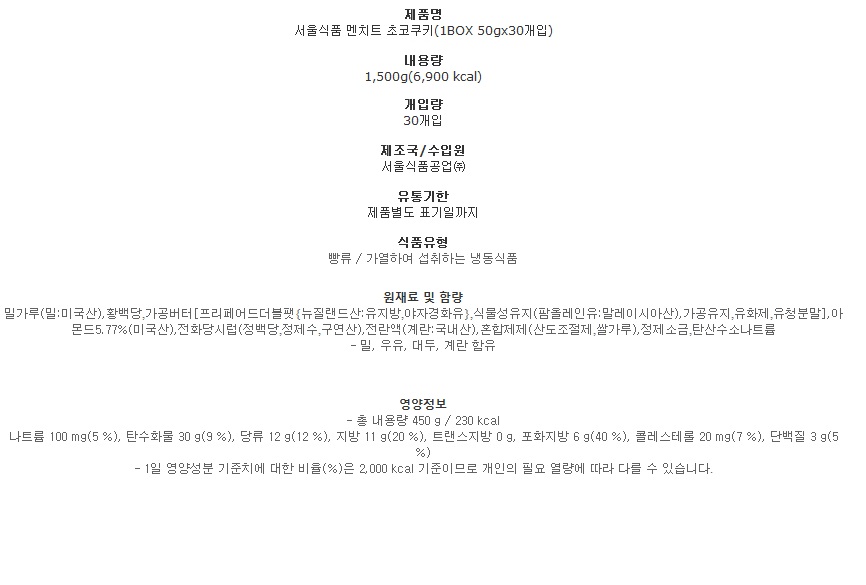 제품명
서울식품 멘치트 초코쿠키(1BOX 50gx30개입)
내용량
1,500g(6,900 kcal)
개입량
30개입
제조국/수입원
서울식품공업㈜
유통기한
제품별도 표기일까지
식품유형
빵류 / 가열하여 섭취하는 냉동식품
원재료 및 함량
밀가루(밀:미국산),황백당,가공버터[프리페어드더블팻{뉴질랜드산:유지방,야자경화유},식물성유지(팜올레인유:말레이시아산),가공유지,유화제,유청분말],아
몬드5.77%(미국산),전화당시럽(정백당,정제수,구연산),전란액(계란:국내산),혼합제제(산도조절제,쌀가루),정제소금,탄산수소나트륨
- 밀, 우유, 대두, 계란 함유
영양정보
- 총 내용량 450 g / 230 kcal
나트륨 100 mg(5 %), 탄수화물 30 g(9 %), 당류 12 g(12 %), 지방 11 g(20 %), 트랜스지방 0 g, 포화지방 6 g(40 %), 콜레스테롤 20 mg(7 %), 단백질 3 g(5
%)
- 1일 영양성분 기준치에 대한 비율(%)은 2,000 kcal 기준이므로 개인의 필요 열량에 따라 다를 수 있습니다.